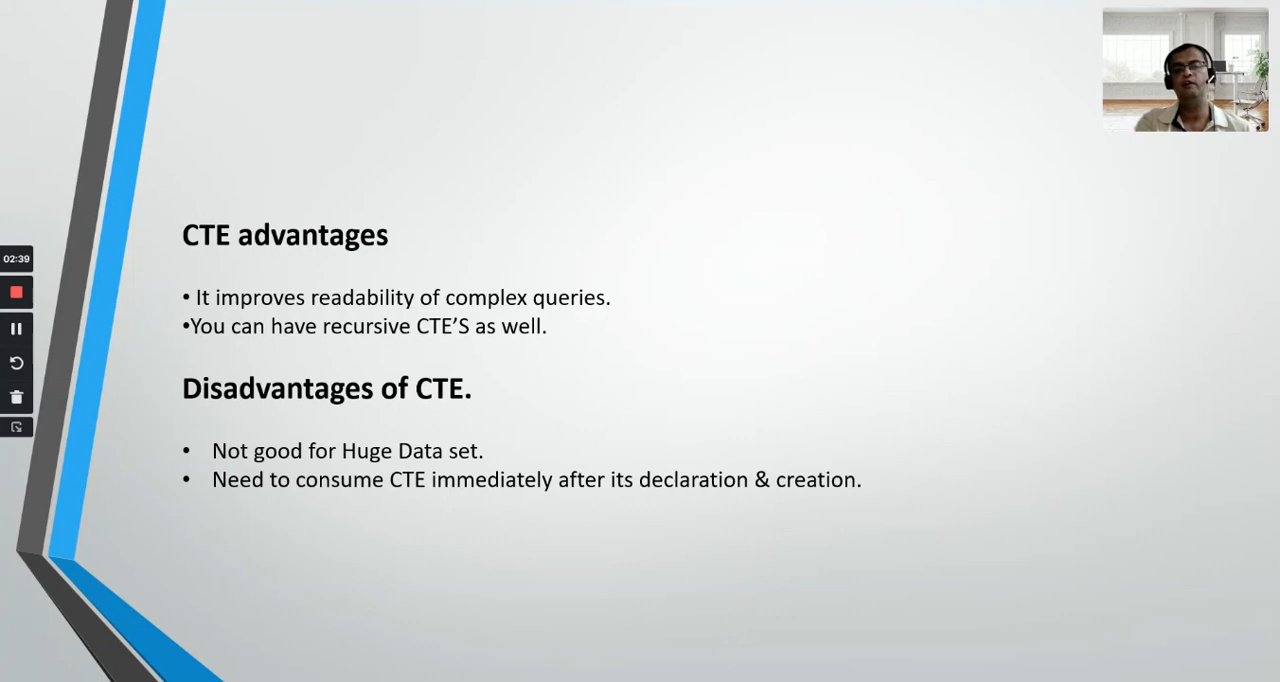 CTE advantages
• It improves readability of complex queries.
•You can have recursive CTE’S as well.
Disadvantages of CTE.
• Not good for Huge Data set.
• Need to consume CTE immediately after its declaration & creation.
02:39